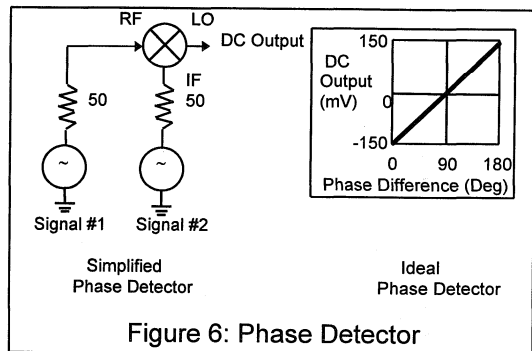 RF LO
DC Output
IF
50
50
~
~
Signal #1
Signal #2
Simplified
Phase Detector
150
DC
Output
(mV)
0
-150
0 90 180
Phase Difference (Deg)
Ideal
Phase Detector
Figure 6: Phase Detector